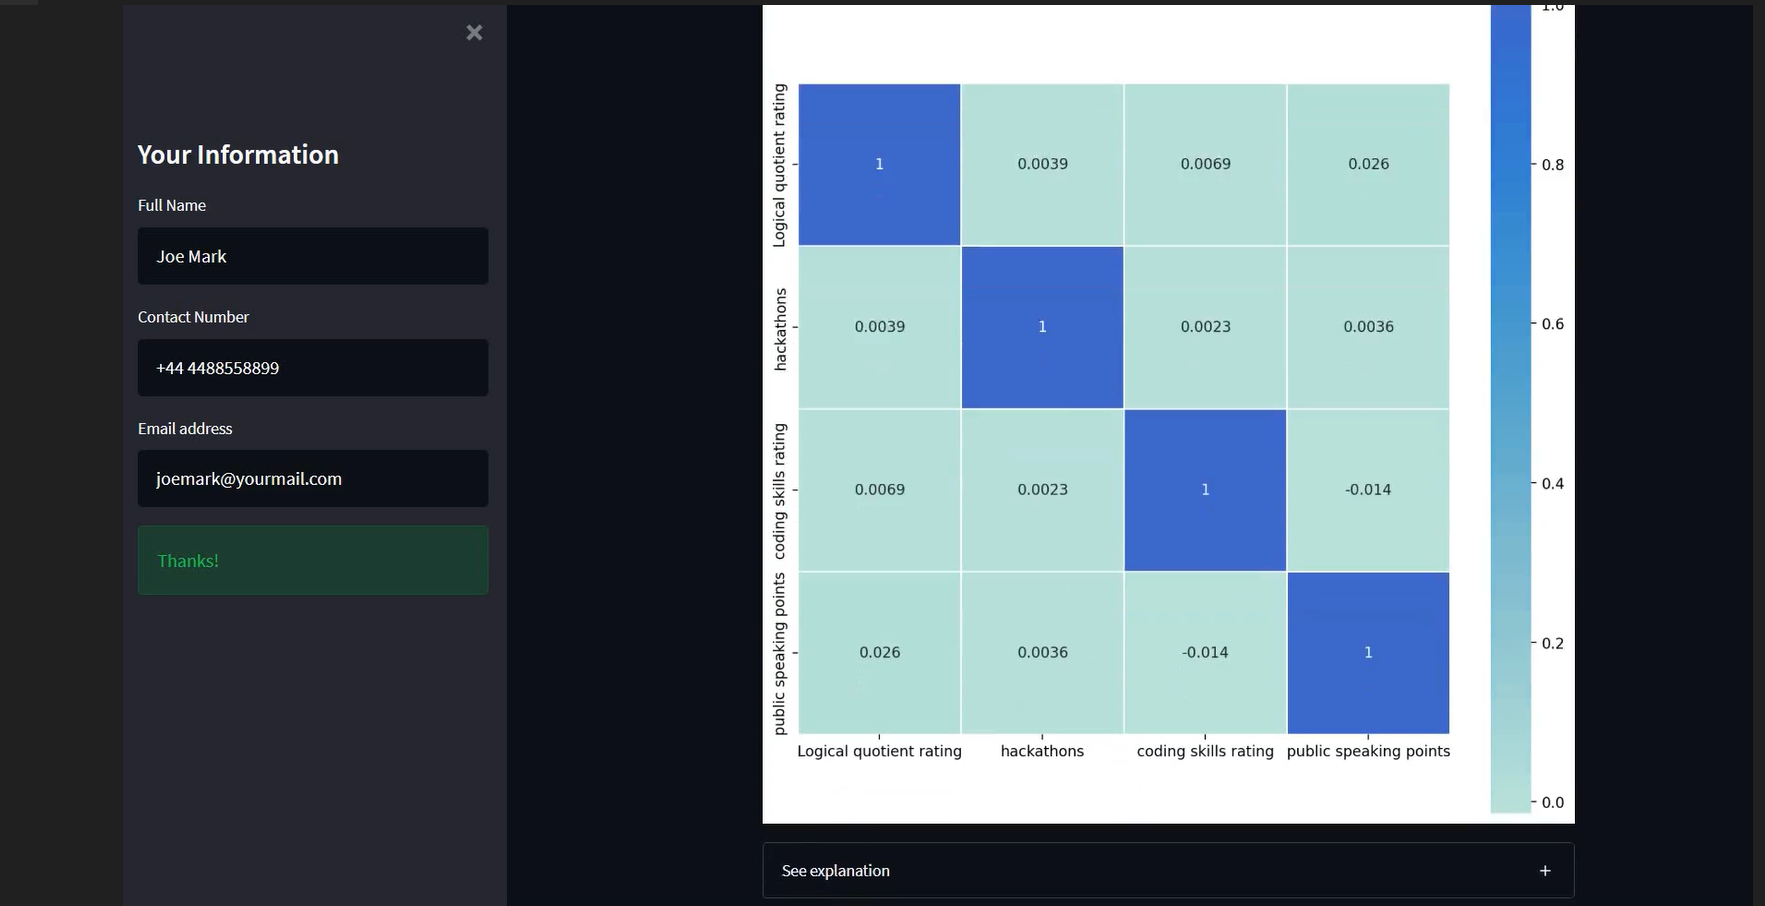 Your Information
Full Name
Joe Mark
Contact Number
+44 4488558899
Email address
joemark@yourmail.com
Thanks!
Logical quotient rating
hackathons
coding skills rating
public speaking points
1 0.0039 0.0069 0.026
0.0039 1 0.0023 0.0036
0.0069 0.0023 1 -0.014
0.026 0.0036 -0.014 1
Logical quotient rating hackathons coding skills rating public speaking points
1.0
0.8
0.6
0.4
0.2
0.0
See explanation